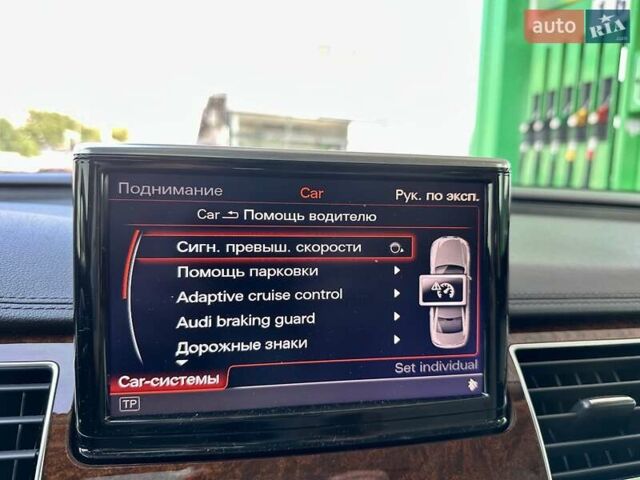 auto RIA.com
Поднимание Car Рук. по эксп.
Car Помощь водителю
Сигн. превыш. скорости
Помощь парковки
Adaptive cruise control
Audi braking guard
Дорожные знаки
Set individual
Car-системы
TP